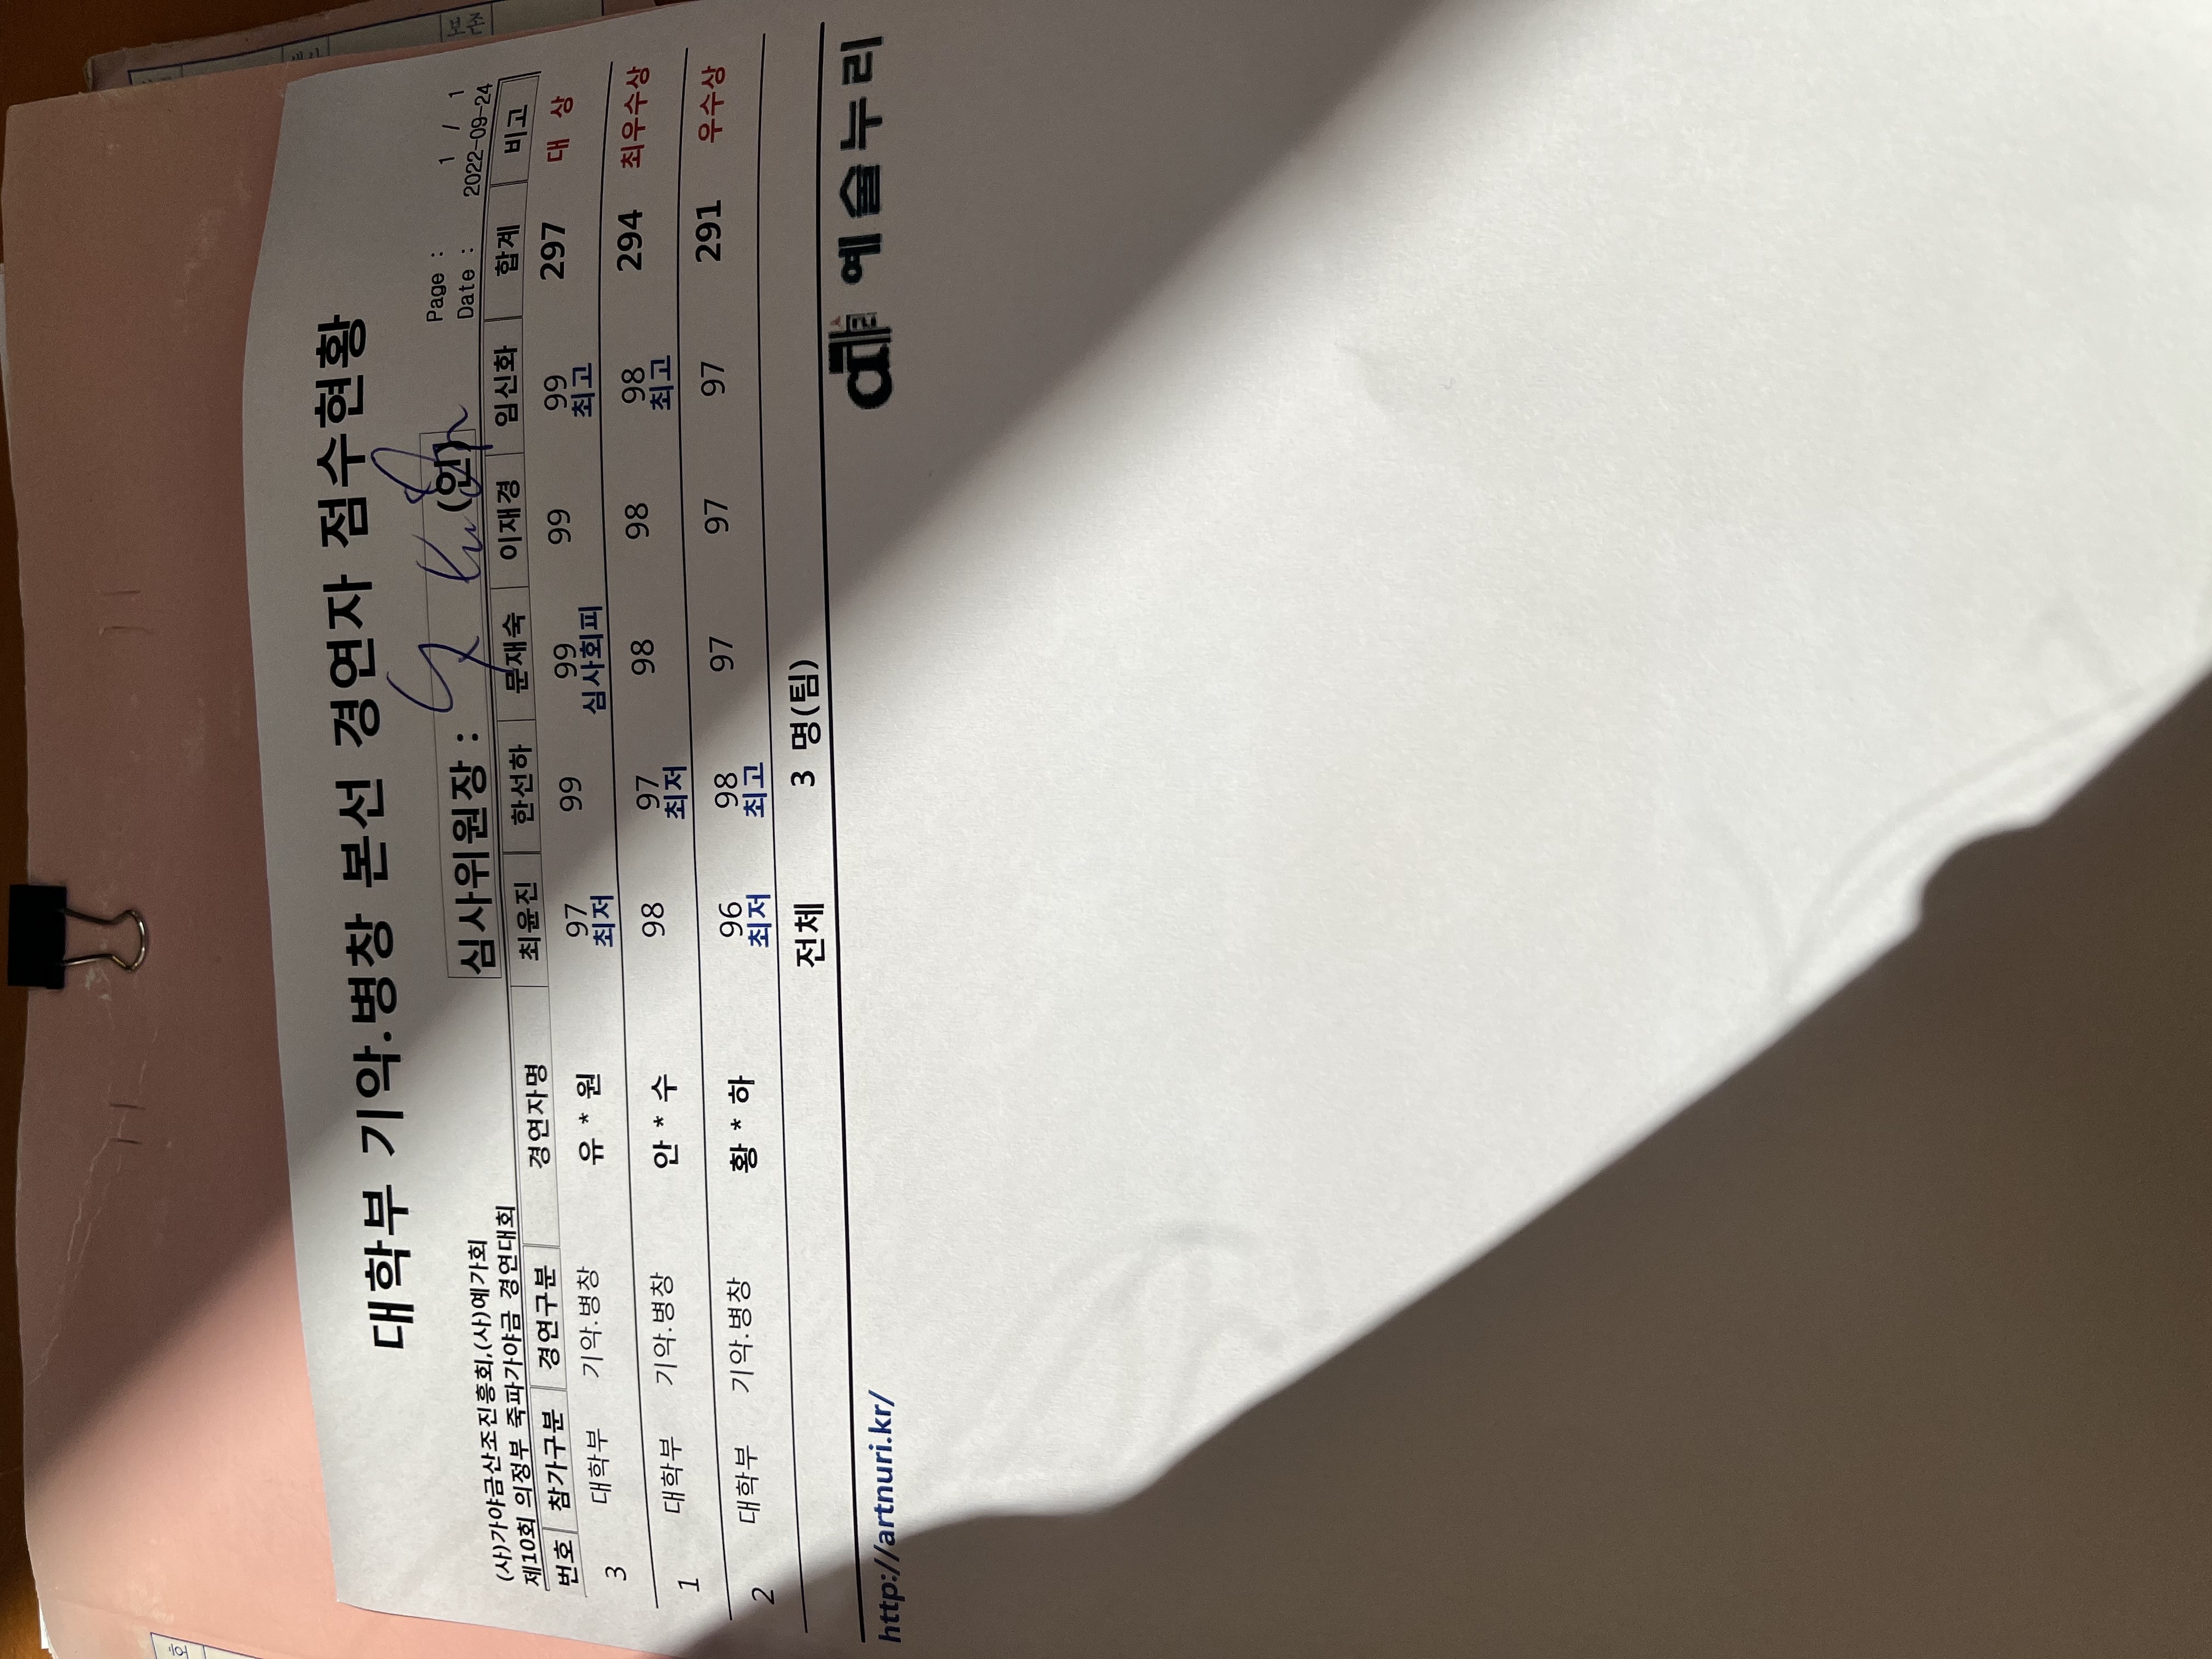 대학부 기악.병창 본선 경연자 점수현황
심사위원장 : (인)
Page : 1 / 1
(사)가야금산조진흥회,(사)예가회
Date : 2022-09-24
제10회 의정부 죽파가야금 경연대회
번호 참가구분 경연구분 경연자명 최윤진 한선하 문재숙 이재경 임신화 합계 비고
3 대학부 기악.병창 유 * 원 97 99 99 99 99 297 대 상
최저 심사회피 최고
1 대학부 기악.병창 안 * 수 98 97 98 98 98 294 최우수상
최저 최고
2 대학부 기악.병창 황 * 하 96 98 97 97 97 291 우수상
최저 최고
전체 3 명(팀)
http://artnuri.kr/ 예술누리
보존
호